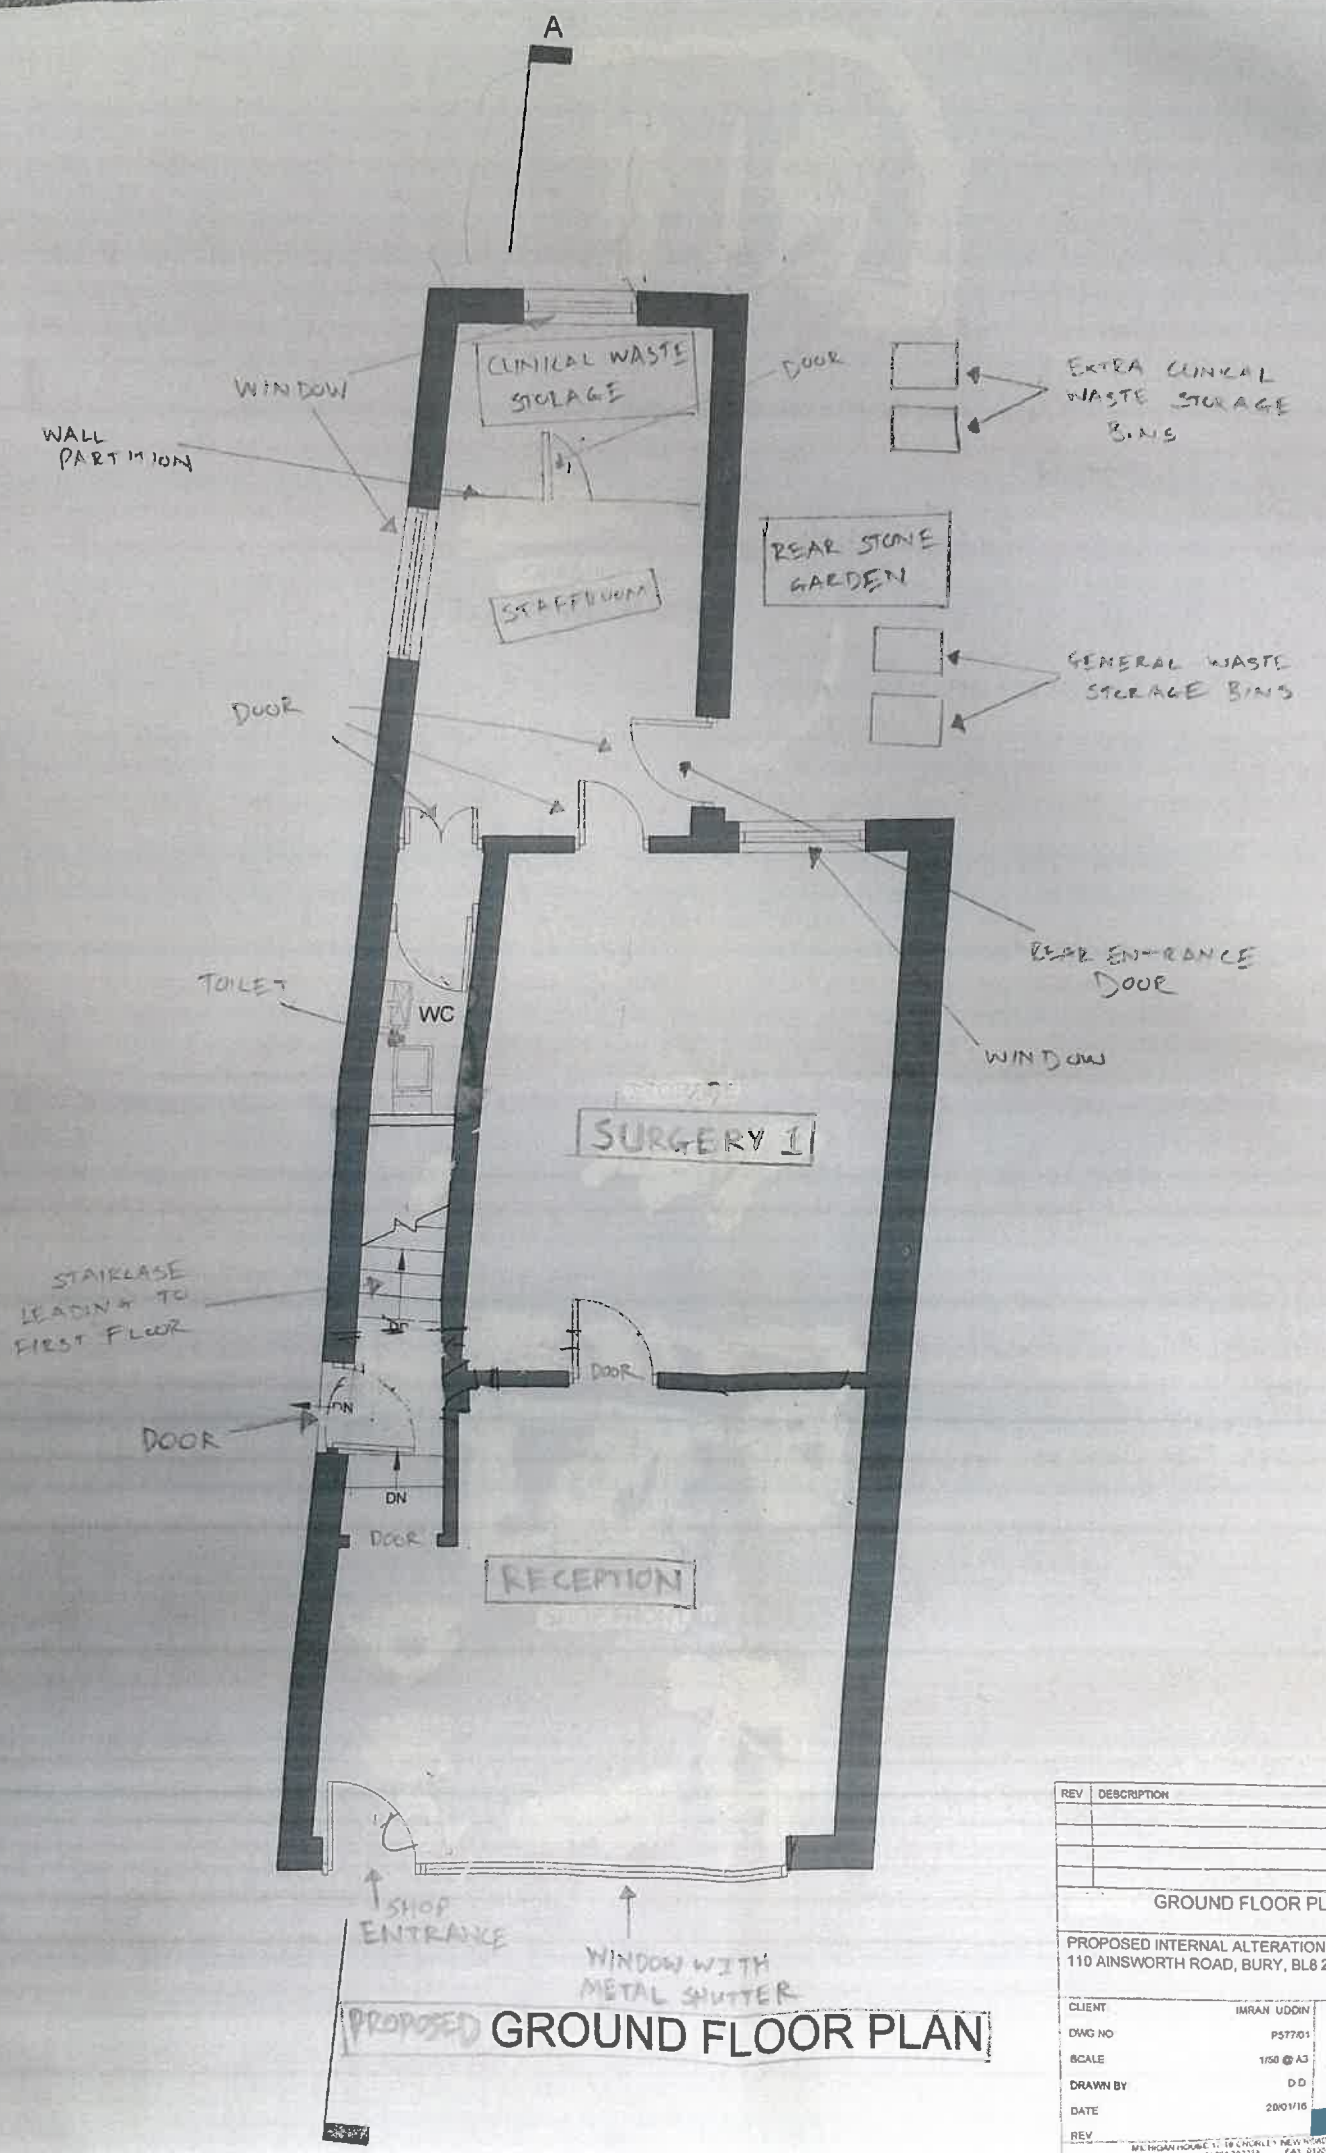 A
CLINICAL WASTE
STORAGE
WINDOW
DOOR
EXTRA CLINICAL
WASTE STORAGE
BINS
WALL
PARTITION
REAR STONE
GARDEN
STAFFROOM
GENERAL WASTE
STORAGE BINS
DOOR
REAR ENTRANCE
DOOR
TOILET
WC
WINDOW
SURGERY 1
STAIRCASE
LEADING TO
FIRST FLOOR
DOOR
DN
DOOR
DN
DOOR
RECEPTION
SHOP FRONT
SHOP
ENTRANCE
WINDOW WITH
METAL SHUTTER
PROPOSED GROUND FLOOR PLAN
REV DESCRIPTION
GROUND FLOOR PL
PROPOSED INTERNAL ALTERATION
110 AINSWORTH ROAD, BURY, BL8 2
CLIENT IMRAN UDDIN
DWG NO P577/01
SCALE 1/50 @ A3
DRAWN BY DD
DATE 20/01/16
REV